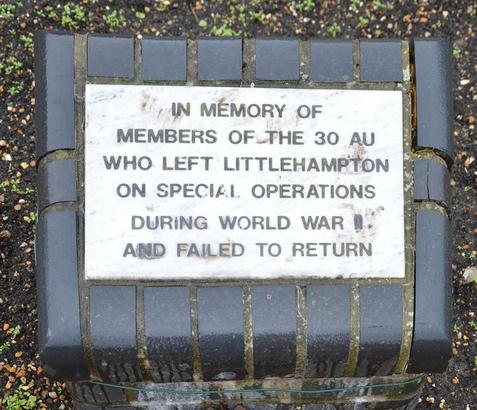 IN MEMORY OF
MEMBERS OF THE 30 AU
WHO LEFT LITTLEHAMPTON
ON SPECIAL OPERATIONS
DURING WORLD WAR II
AND FAILED TO RETURN